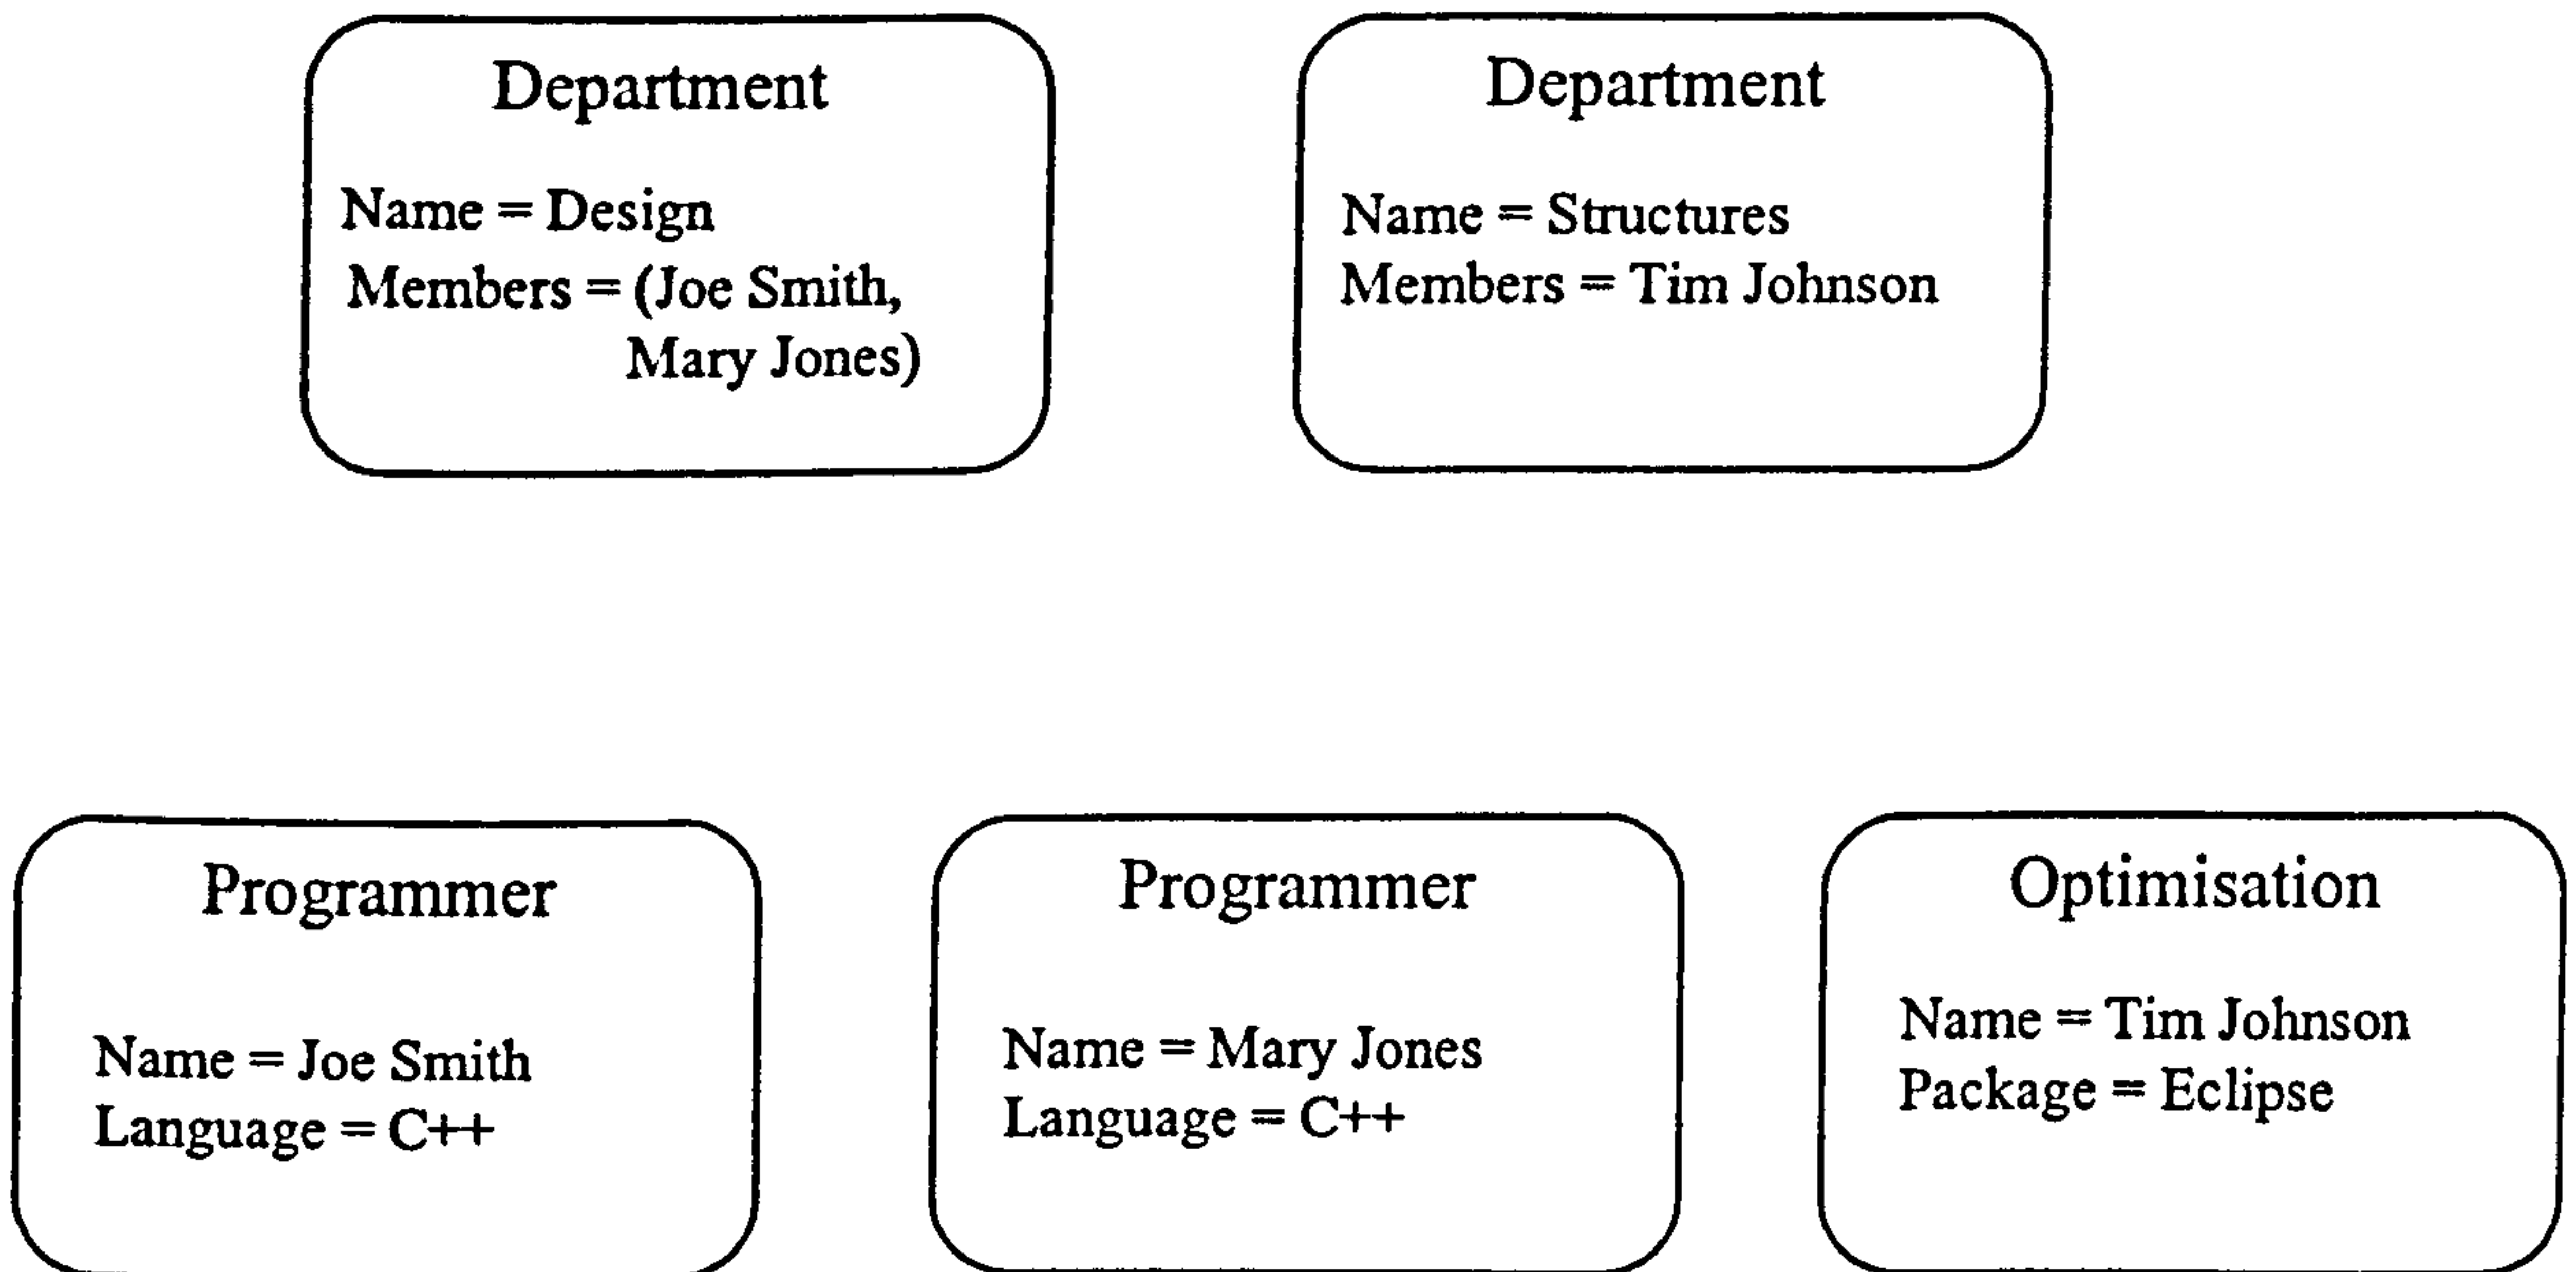 Department
Name = Design
Members = (Joe Smith,
Mary Jones)
Department
Name = Structures
Members = Tim Johnson
Programmer
Name = Joe Smith
Language = C++
Programmer
Name = Mary Jones
Language = C++
Optimisation
Name = Tim Johnson
Package = Eclipse